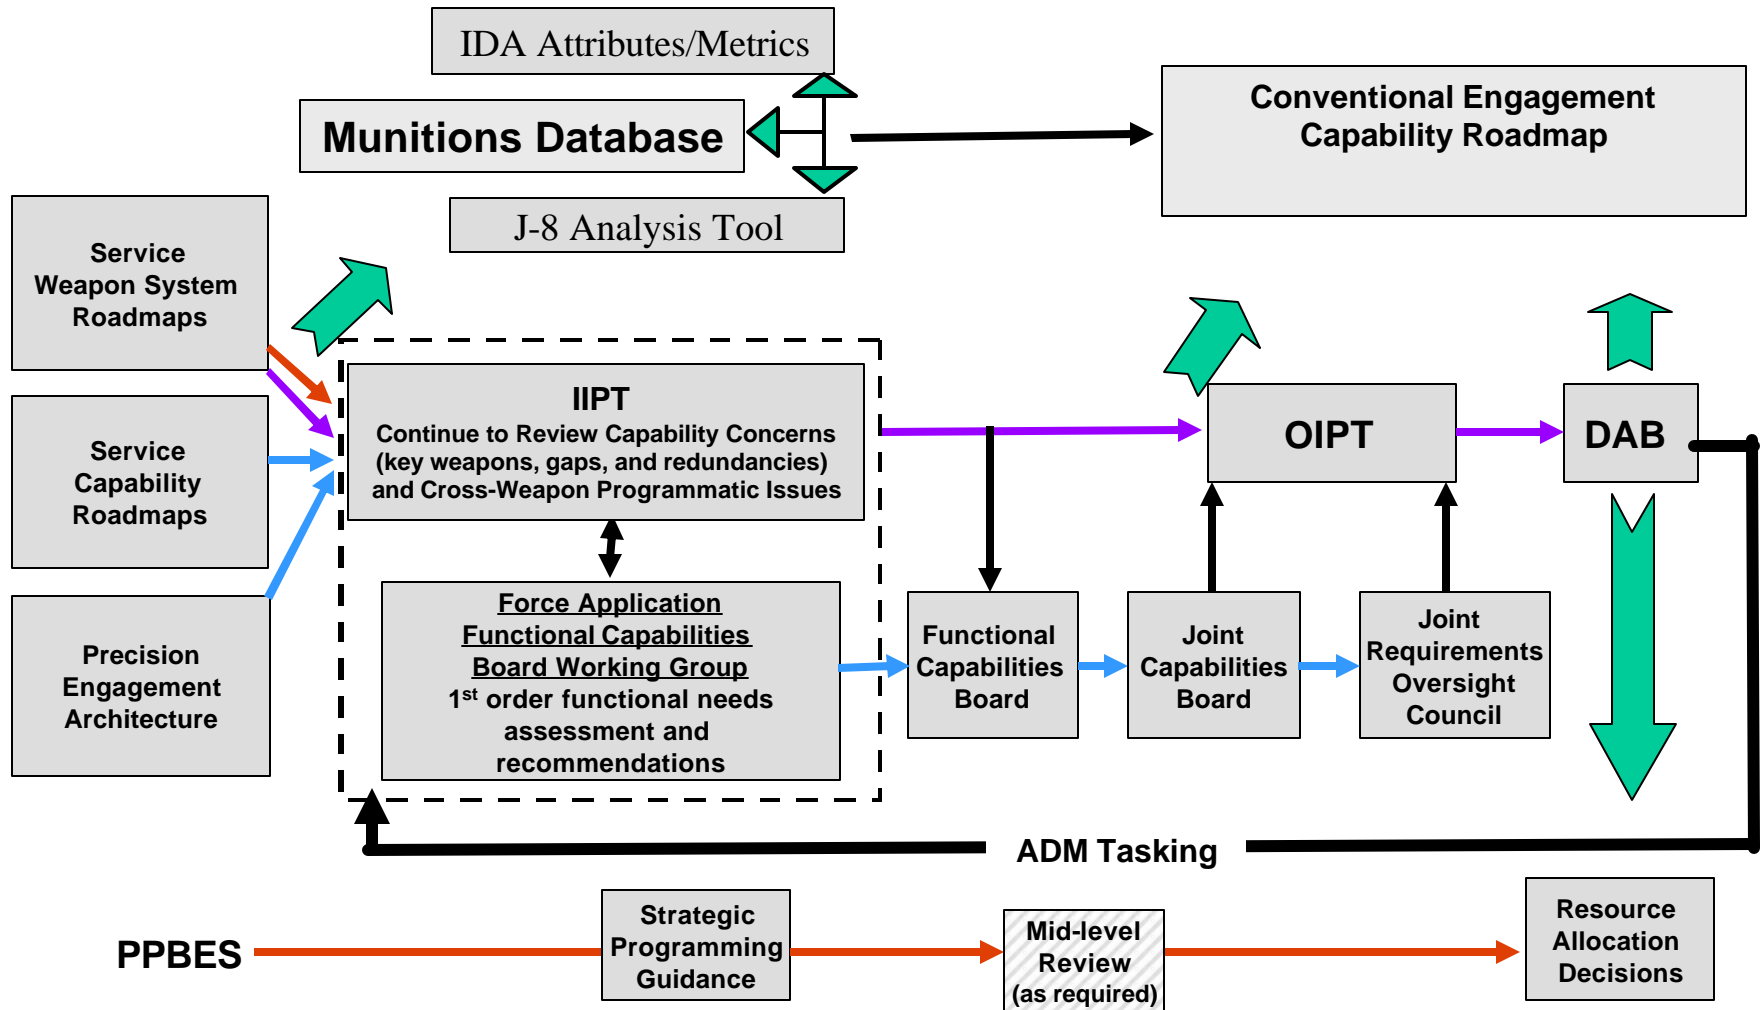 IDA Attributes/Metrics
Munitions Database
J-8 Analysis Tool
Conventional Engagement
Capability Roadmap
Service
Weapon System
Roadmaps
Service
Capability
Roadmaps
Precision
Engagement
Architecture
IIPT
Continue to Review Capability Concerns
(key weapons, gaps, and redundancies)
and Cross-Weapon Programmatic Issues
Force Application
Functional Capabilities
Board Working Group
1st order functional needs
assessment and
recommendations
OIPT
DAB
Functional
Capabilities
Board
Joint
Capabilities
Board
Joint
Requirements
Oversight
Council
ADM Tasking
PPBES
Strategic
Programming
Guidance
Mid-level
Review
(as required)
Resource
Allocation
Decisions